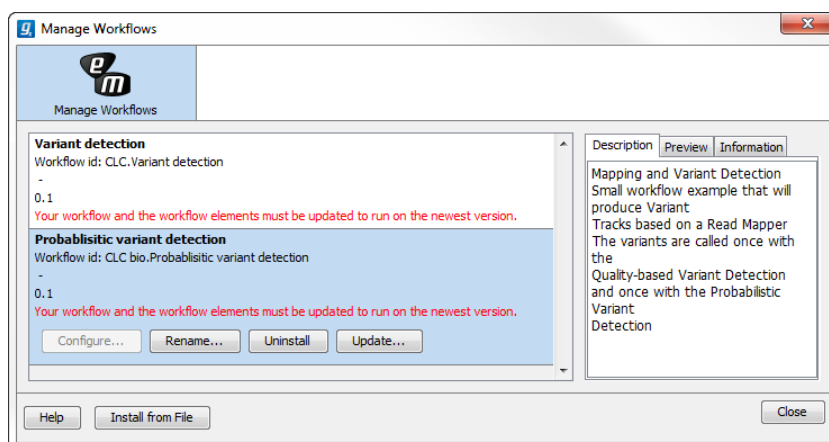 Manage Workflows
Manage Workflows
Variant detection
Workflow id: CLC.Variant detection
-
0.1
Your workflow and the workflow elements must be updated to run on the newest version.
Probablisitic variant detection
Workflow id: CLC bio.Probablisitic variant detection
-
0.1
Your workflow and the workflow elements must be updated to run on the newest version.
Configure... Rename... Uninstall Update...
Description Preview Information
Mapping and Variant Detection
Small workflow example that will
produce Variant
Tracks based on a Read Mapper
The variants are called once with
the
Quality-based Variant Detection
and once with the Probabilistic
Variant
Detection
Help Install from File Close